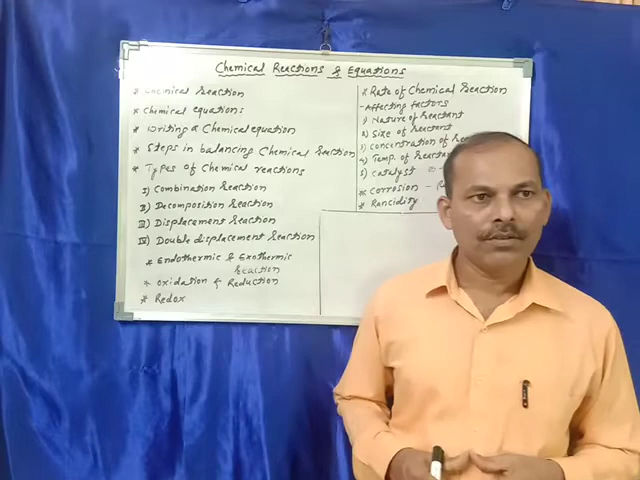 Chemical Reactions & Equations
* Chemical Reaction
* Chemical equations
* Writing a Chemical equation
* Steps in balancing Chemical Reaction
* Types of Chemical reactions
I) Combination Reaction
II) Decomposition Reaction
III) Displacement Reaction
IV) Double displacement Reaction
* Endothermic & Exothermic
Reaction
* Oxidation & Reduction
* Redox
* Rate of Chemical Reaction
- Affecting factors
1) Nature of Reactant
2) Size of Reactant
3) Concentration of
4) Temp. of Reactant
5) Catalyst
* Corrosion -
* Rancidity